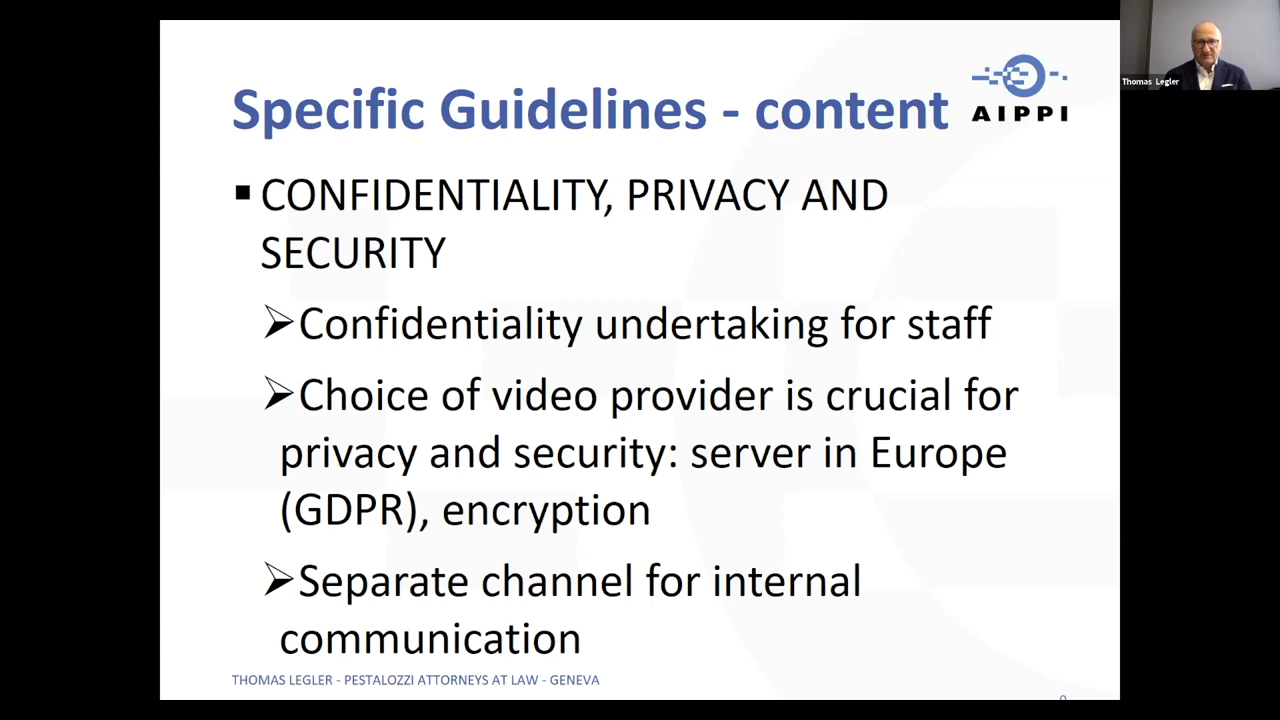 Specific Guidelines - content
AIPPI
Thomas Legler
▪ CONFIDENTIALITY, PRIVACY AND
SECURITY
➢Confidentiality undertaking for staff
➢Choice of video provider is crucial for
privacy and security: server in Europe
(GDPR), encryption
➢Separate channel for internal
communication
THOMAS LEGLER - PESTALOZZI ATTORNEYS AT LAW - GENEVA